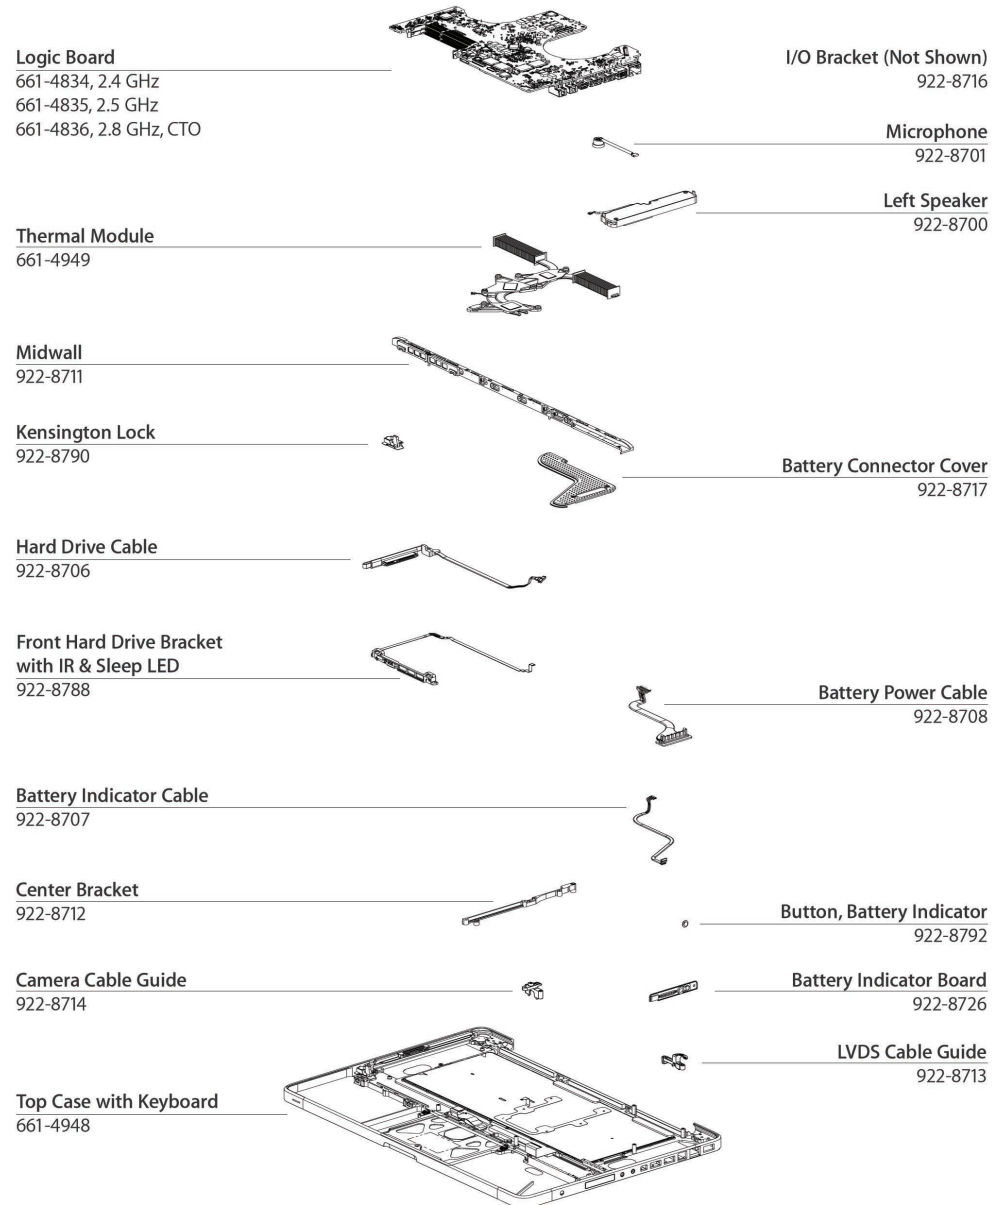 Logic Board
661-4834, 2.4 GHz
661-4835, 2.5 GHz
661-4836, 2.8 GHz, CTO
I/O Bracket (Not Shown)
922-8716
Microphone
922-8701
Left Speaker
922-8700
Thermal Module
661-4949
Midwall
922-8711
Kensington Lock
922-8790
Battery Connector Cover
922-8717
Hard Drive Cable
922-8706
Front Hard Drive Bracket
with IR & Sleep LED
922-8788
Battery Power Cable
922-8708
Battery Indicator Cable
922-8707
Center Bracket
922-8712
Button, Battery Indicator
922-8792
Camera Cable Guide
922-8714
Battery Indicator Board
922-8726
LVDS Cable Guide
922-8713
Top Case with Keyboard
661-4948